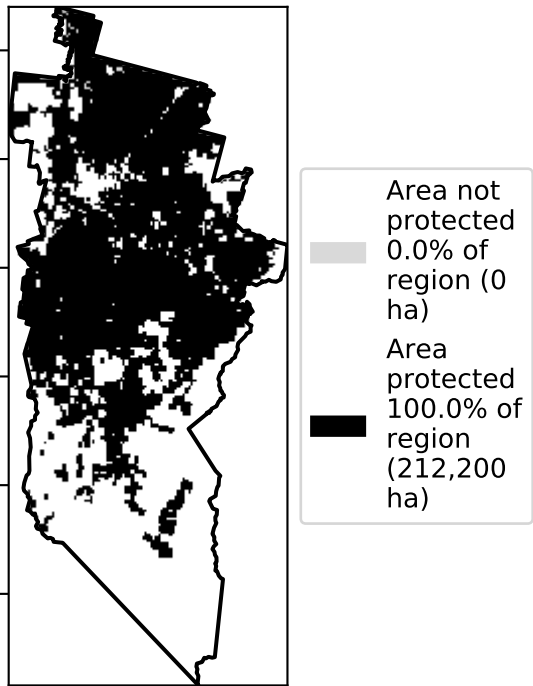 Area not
protected
0.0% of
region (0
ha)
Area
protected
100.0% of
region
(212,200
ha)